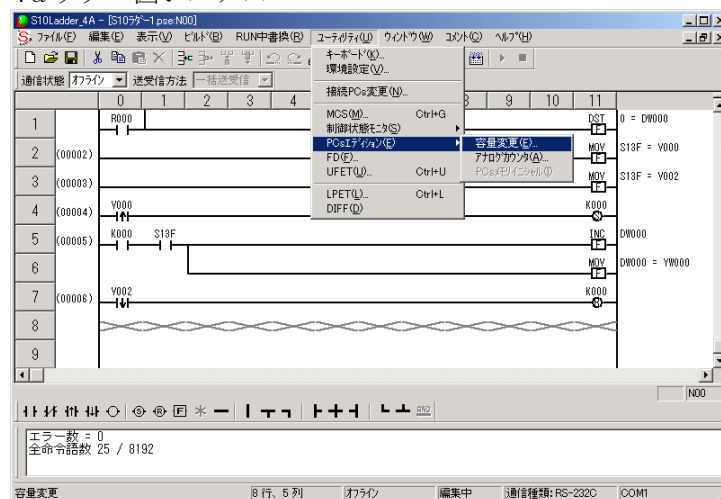 S10Ladder_4A - [S10ﾗﾀﾞｰ1.pse:N00]
ﾌｧｲﾙ(F) 編集(E) 表示(V) ﾋﾞﾙﾄﾞ(B) RUN中書換(R) ﾕｰﾃｨﾘﾃｨ(U) ｳｨﾝﾄﾞｳ(W) ｺﾒﾝﾄ(C) ﾍﾙﾌﾟ(H)
ｷｰﾎﾞｰﾄﾞ(K)...
環境設定(V)...
接続PCs変更(N)...
MCS(M)... Ctrl+G
制御状態ﾓﾆﾀ(S)
PCsｴﾃﾞｨｼｮﾝ(E)
FD(F)...
UFET(U)... Ctrl+U
LPET(L)... Ctrl+L
DIFF(D)
容量変更(E)...
ｱﾅﾛｸﾞｶｳﾝﾀ(A)...
PCsﾒﾓﾘｲﾆｼｬﾙ(I)
通信状態 ｵﾌﾗｲﾝ 送受信方法 一括送受信
0 1 2 3 4 8 9 10 11
1 R000 DST 0 = DW000
F
2 (00002) MOV S13F = Y000
F
3 (00003) MOV S13F = Y002
F
4 (00004) Y000 K000
S
5 (00005) K000 S13F INC DW000
F
6 MOV DW000 = YW000
F
7 (00006) Y002 K000
R
8
9
N00
S R F AND
エラー数 = 0
全命令語数 25 / 8192
容量変更 8行、5列 ｵﾌﾗｲﾝ 編集中 通信種類:RS-232C COM1